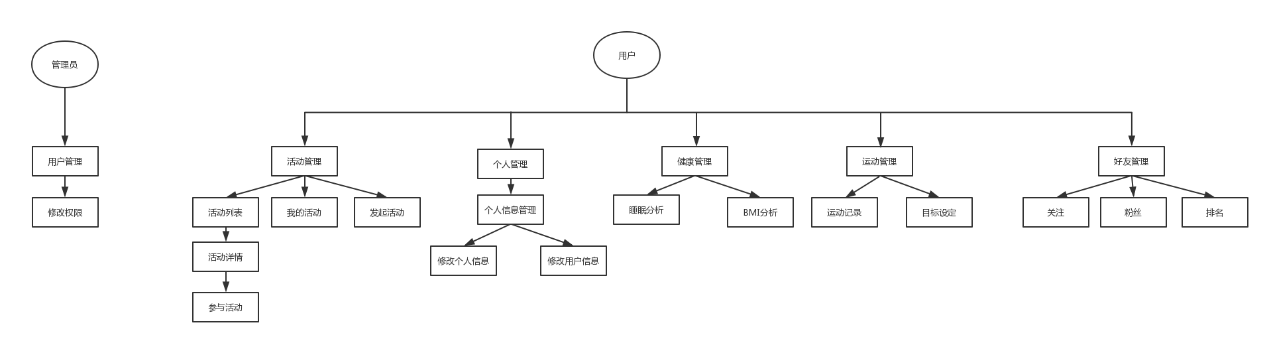 管理员
用户
用户管理
活动管理
个人管理
健康管理
运动管理
好友管理
修改权限
活动列表
我的活动
发起活动
个人信息管理
睡眠分析
BMI分析
运动记录
目标设定
关注
粉丝
排名
活动详情
修改个人信息
修改用户信息
参与活动